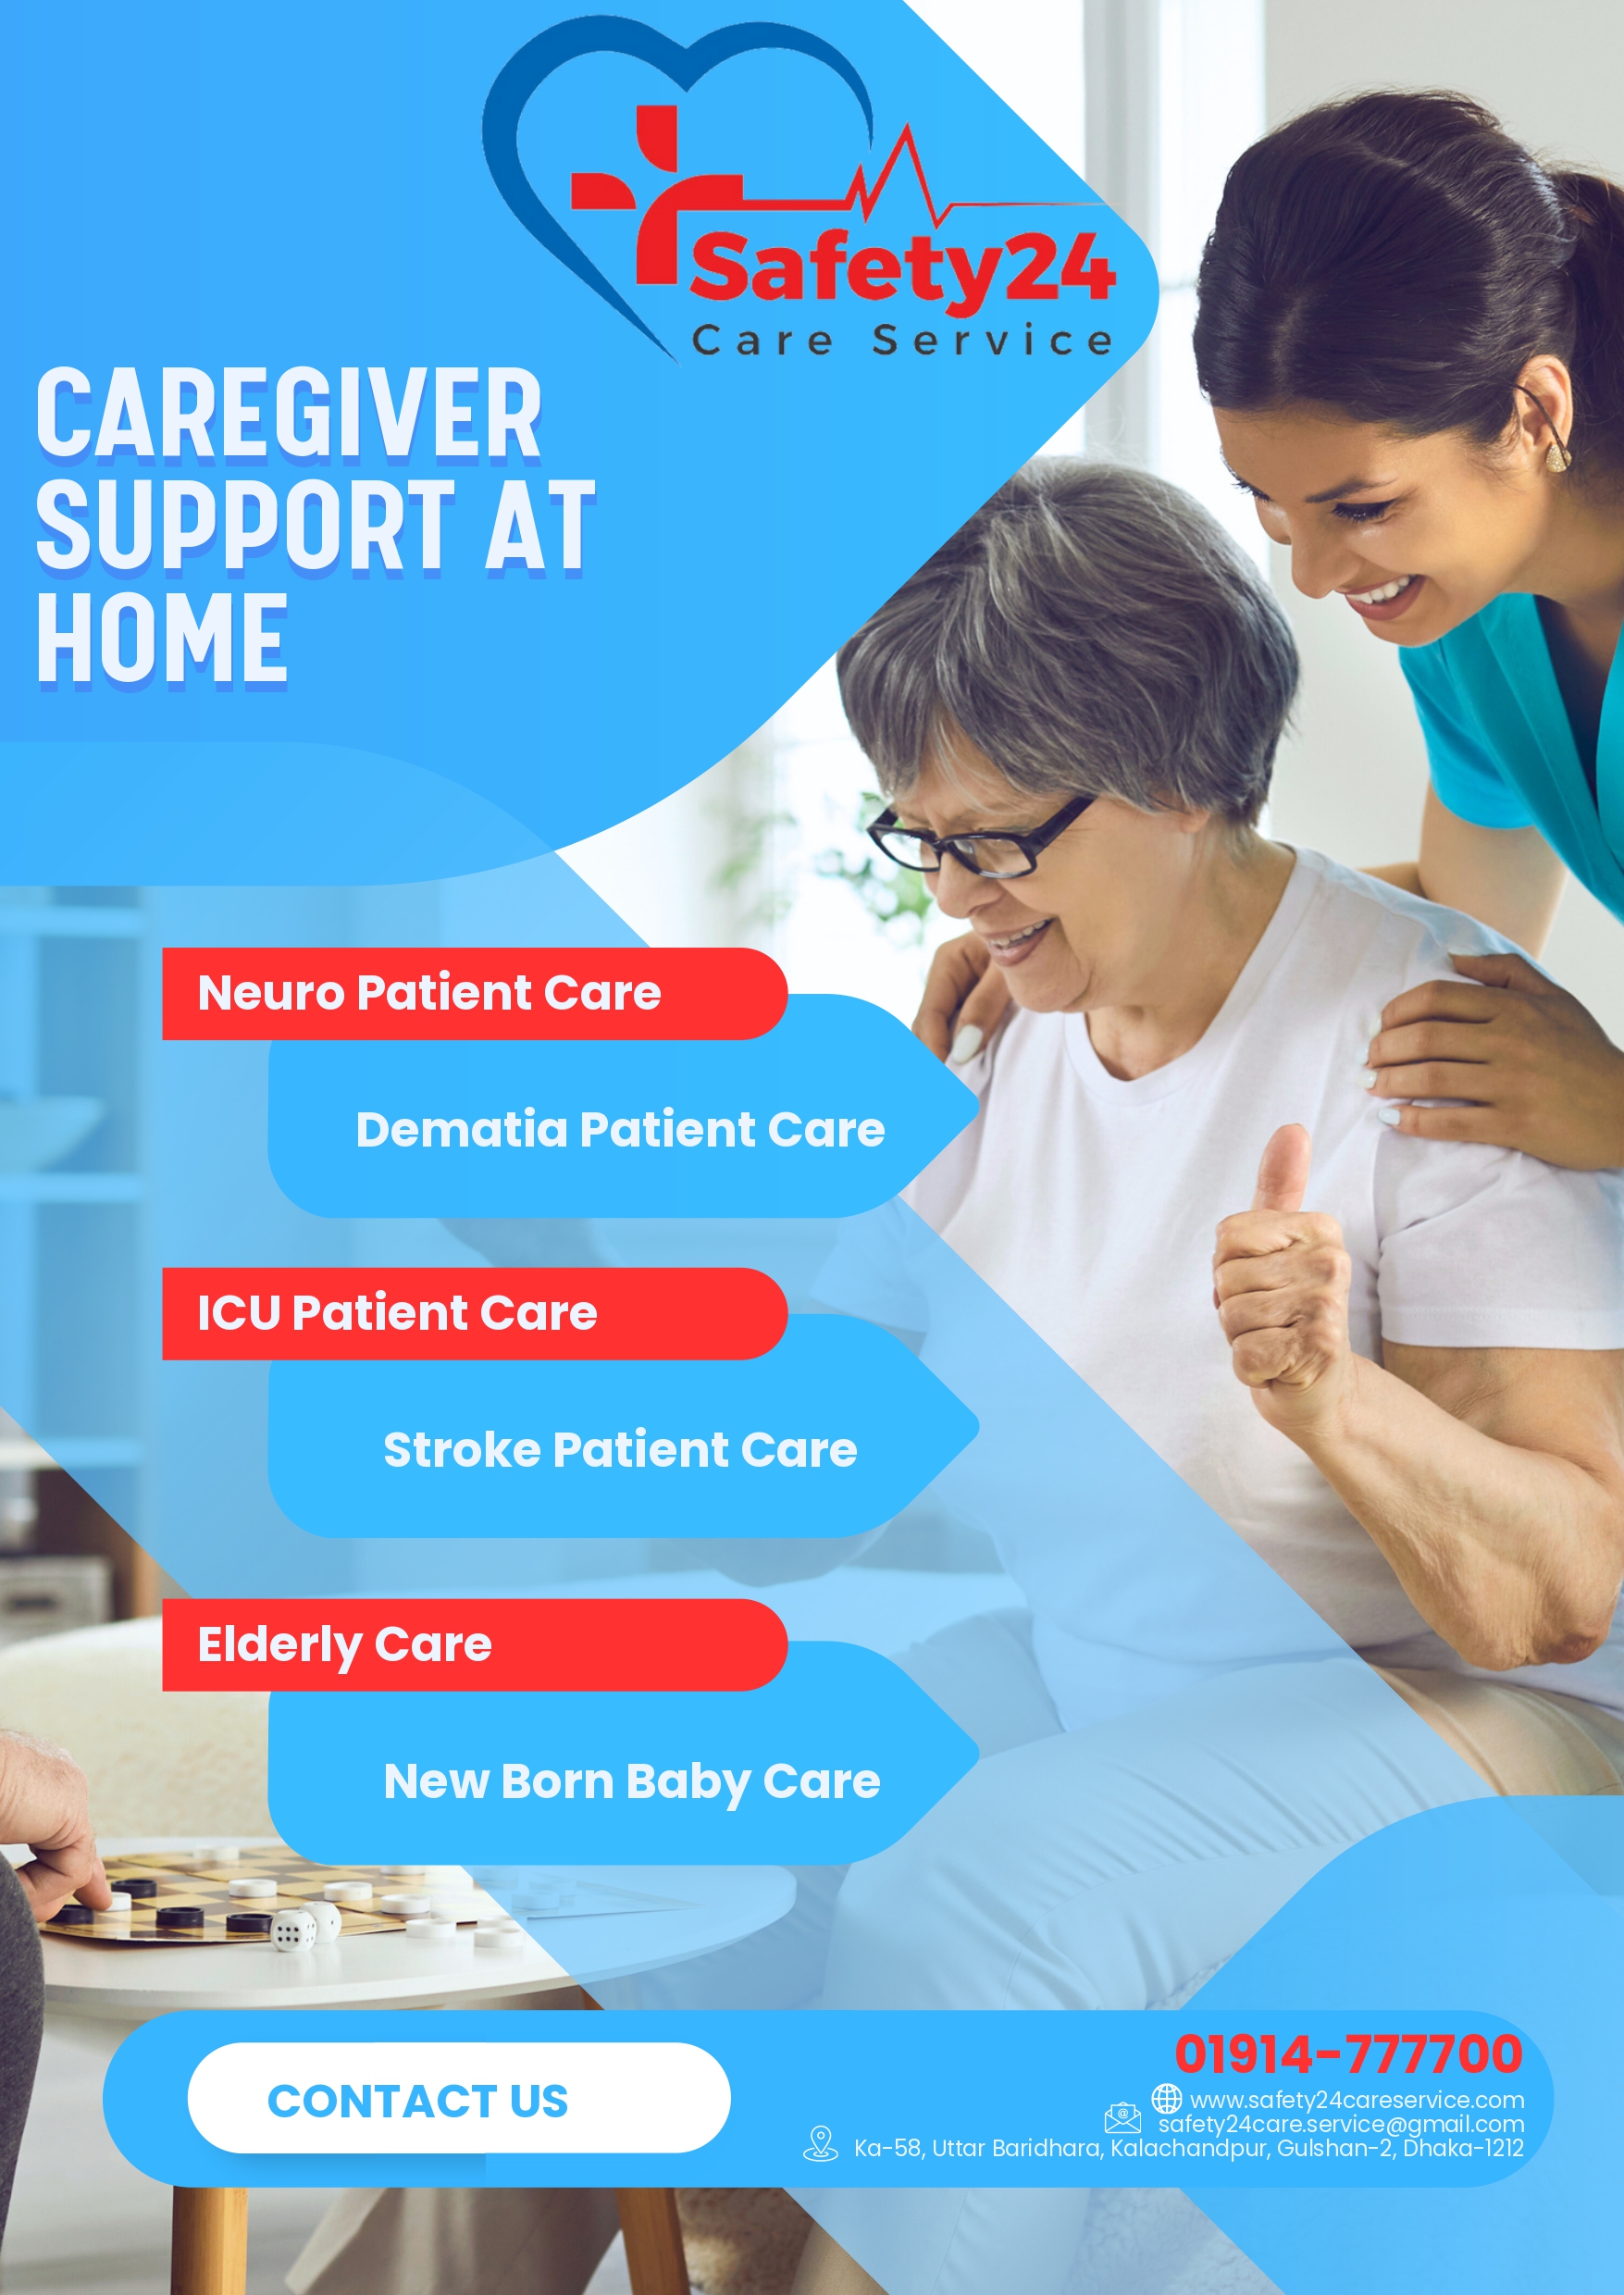 Safety24
Care Service
CAREGIVER
SUPPORT AT
HOME
Neuro Patient Care
Dematia Patient Care
ICU Patient Care
Stroke Patient Care
Elderly Care
New Born Baby Care
CONTACT US
01914-777700
www.safety24careservice.com
safety24care.service@gmail.com
Ka-58, Uttar Baridhara, Kalachandpur, Gulshan-2, Dhaka-1212